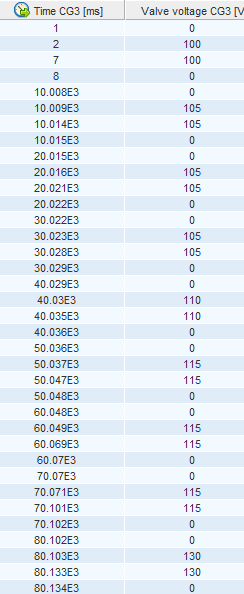 Time CG3 [ms] Valve voltage CG3 [V
1 0
2 100
7 100
8 0
10.008E3 0
10.009E3 105
10.014E3 105
10.015E3 0
20.015E3 0
20.016E3 105
20.021E3 105
20.022E3 0
30.022E3 0
30.023E3 105
30.028E3 105
30.029E3 0
40.029E3 0
40.03E3 110
40.035E3 110
40.036E3 0
50.036E3 0
50.037E3 115
50.047E3 115
50.048E3 0
60.048E3 0
60.049E3 115
60.069E3 115
60.07E3 0
70.07E3 0
70.071E3 115
70.101E3 115
70.102E3 0
80.102E3 0
80.103E3 130
80.133E3 130
80.134E3 0